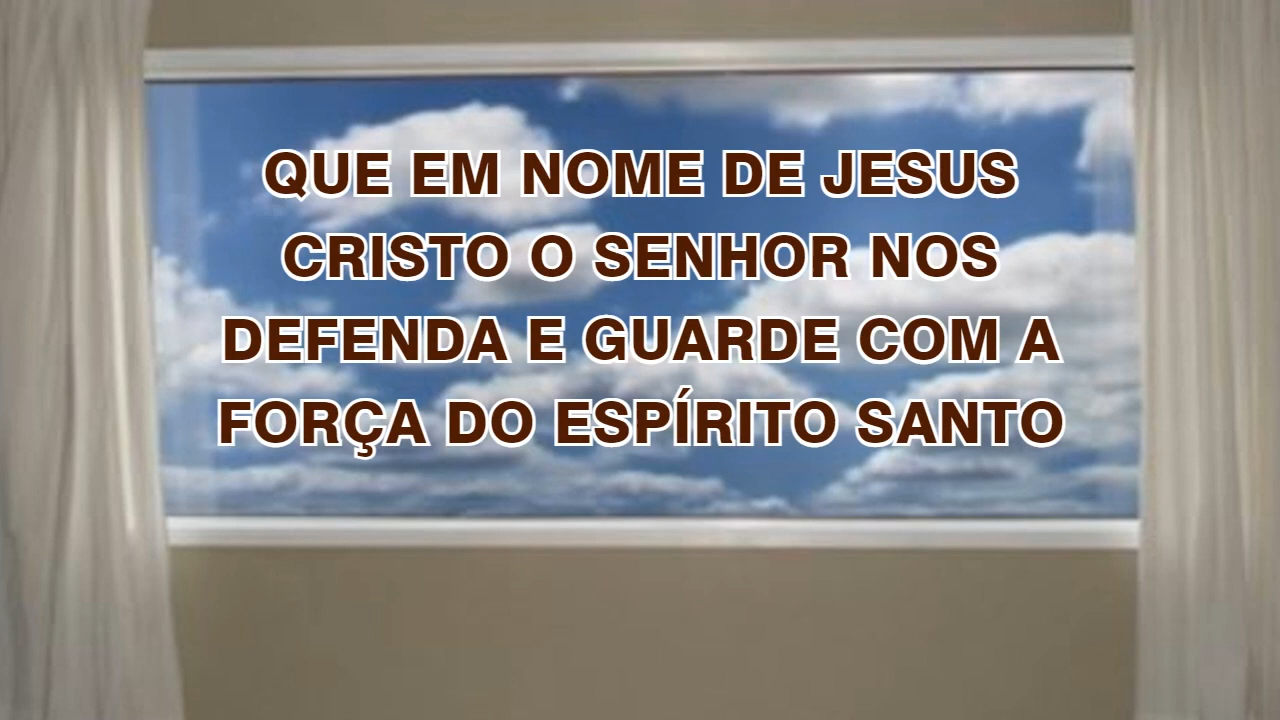 QUE EM NOME DE JESUS
CRISTO O SENHOR NOS
DEFENDA E GUARDE COM A
FORÇA DO ESPÍRITO SANTO